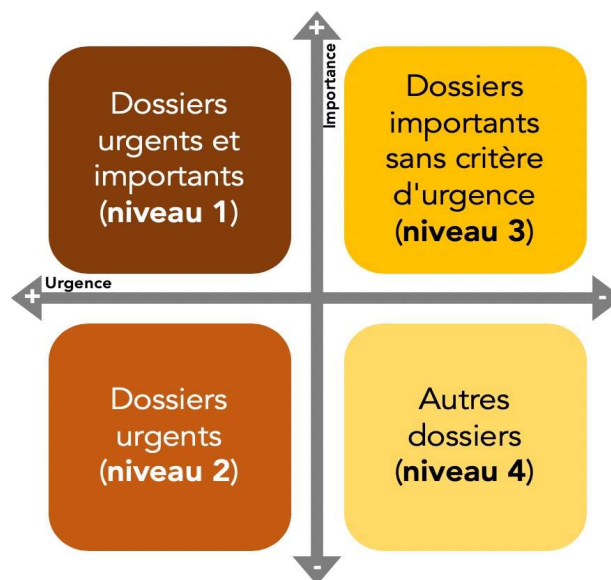 +
Importance
Dossiers
urgents et
importants
(niveau 1)
Dossiers
importants
sans critère
d'urgence
(niveau 3)
+
Urgence
-
Dossiers
urgents
(niveau 2)
Autres
dossiers
(niveau 4)
-